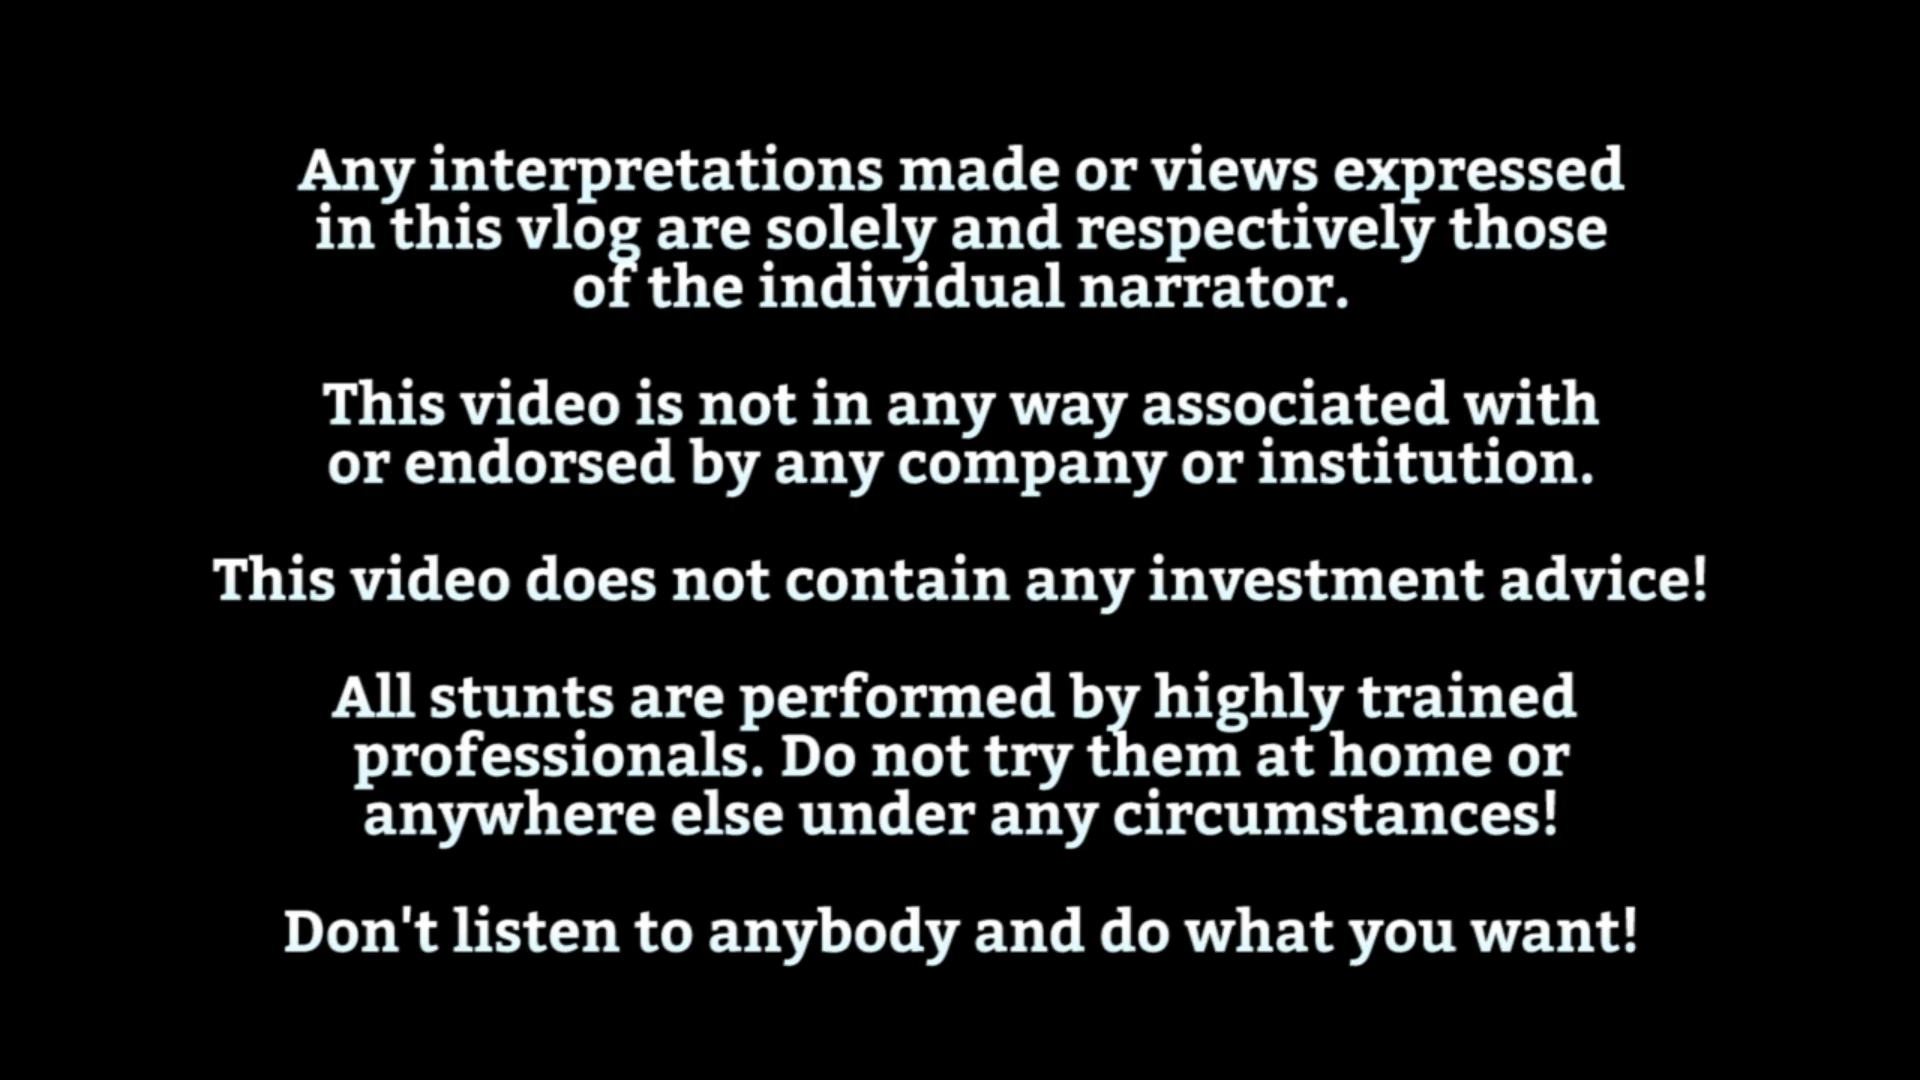 Any interpretations made or views expressed
in this vlog are solely and respectively those
of the individual narrator.
This video is not in any way associated with
or endorsed by any company or institution.
This video does not contain any investment advice!
All stunts are performed by highly trained
professionals. Do not try them at home or
anywhere else under any circumstances!
Don't listen to anybody and do what you want!